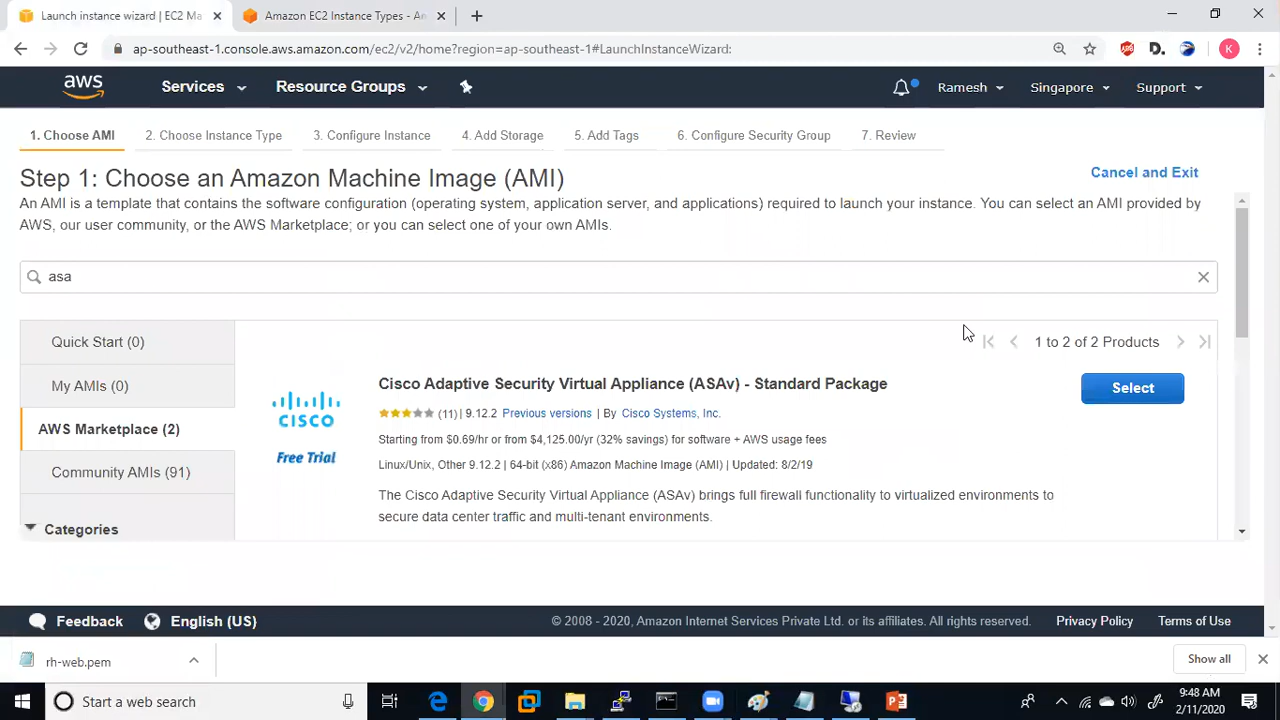 Launch instance wizard | EC2 Ma
Amazon EC2 Instance Types - An
ap-southeast-1.console.aws.amazon.com/ec2/v2/home?region=ap-southeast-1#LaunchInstanceWizard:
K
aws
Services
Resource Groups
Ramesh
Singapore
Support
1. Choose AMI
2. Choose Instance Type
3. Configure Instance
4. Add Storage
5. Add Tags
6. Configure Security Group
7. Review
Step 1: Choose an Amazon Machine Image (AMI)
Cancel and Exit
An AMI is a template that contains the software configuration (operating system, application server, and applications) required to launch your instance. You can select an AMI provided by
AWS, our user community, or the AWS Marketplace; or you can select one of your own AMIs.
asa
Quick Start (0)
My AMIs (0)
AWS Marketplace (2)
Community AMIs (91)
Categories
1 to 2 of 2 Products
CISCO
Free Trial
Cisco Adaptive Security Virtual Appliance (ASAv) - Standard Package
Select
(11) | 9.12.2 Previous versions | By Cisco Systems, Inc.
Starting from $0.69/hr or from $4,125.00/yr (32% savings) for software + AWS usage fees
Linux/Unix, Other 9.12.2 | 64-bit (x86) Amazon Machine Image (AMI) | Updated: 8/2/19
The Cisco Adaptive Security Virtual Appliance (ASAv) brings full firewall functionality to virtualized environments to
secure data center traffic and multi-tenant environments.
Feedback
English (US)
© 2008 - 2020, Amazon Internet Services Private Ltd. or its affiliates. All rights reserved.
Privacy Policy
Terms of Use
rh-web.pem
Show all
Start a web search
9:48 AM
2/11/2020